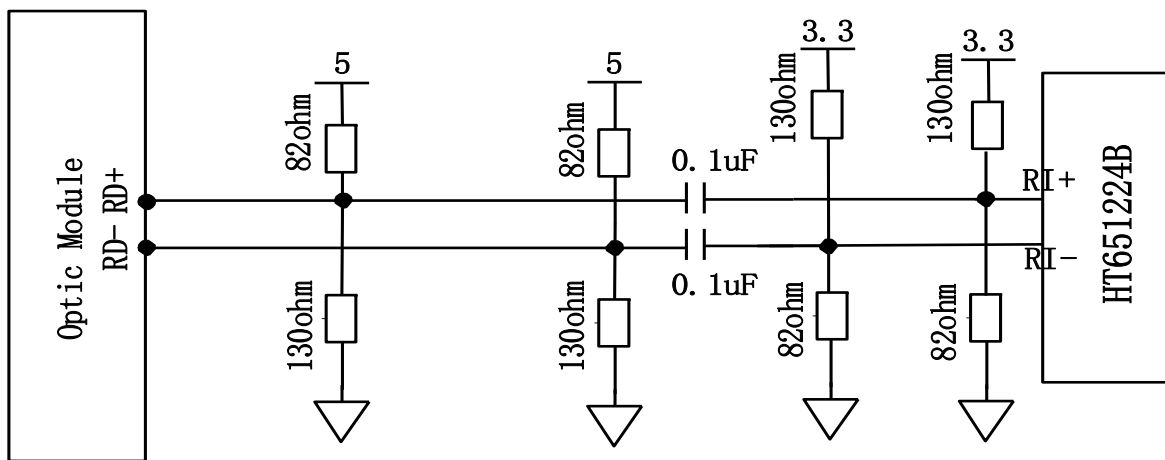 5
5
3.3
3.3
82ohm
82ohm
130ohm
130ohm
0.1uF
RD+
RI+
RD-
RI-
0.1uF
Optic Module
HT651224B
130ohm
130ohm
82ohm
82ohm